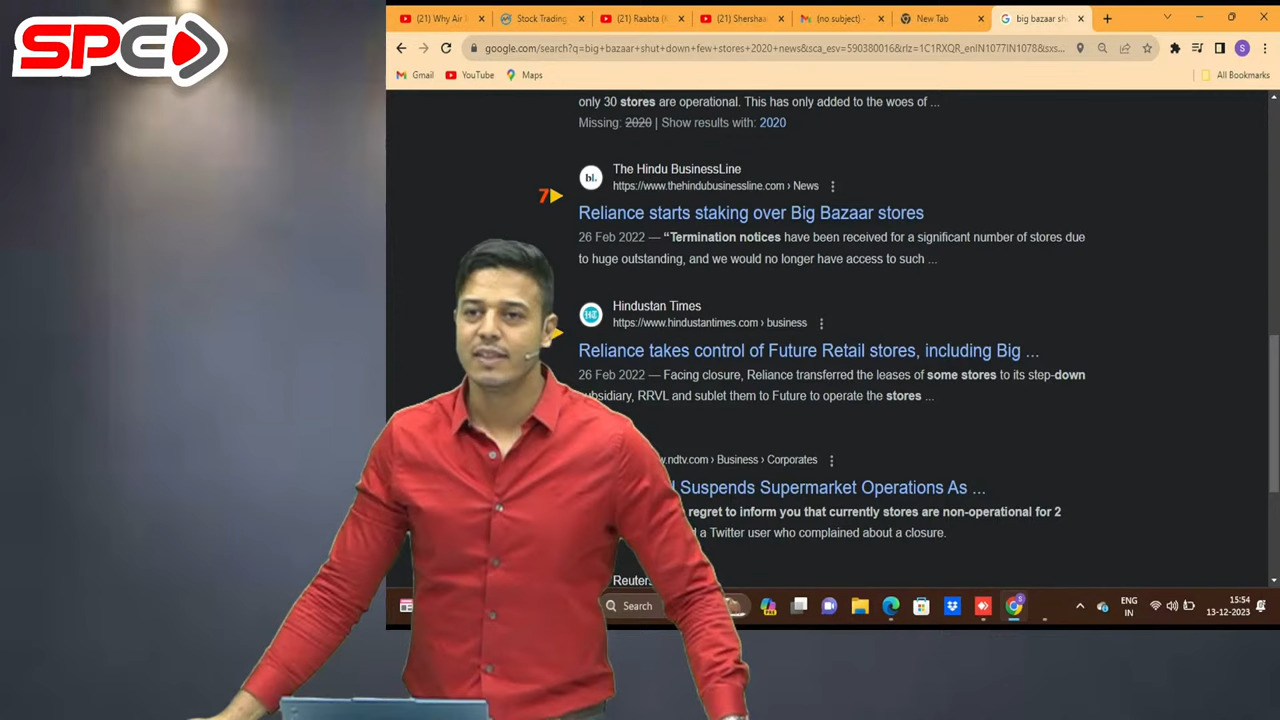 SPED
(21) Why Air I
Stock Trading
(21) Raabta (
(21) Shersha
(no subject) -
New Tab
big bazaar sh
google.com/search?q=big+bazaar+shut+down+few+stores+2020+news&sca_esv=590380016&rlz=1C1RXQR_enIN1077IN1078&sxs...
Gmail
YouTube
Maps
All Bookmarks
only 30 stores are operational. This has only added to the woes of ...
Missing: 2020 | Show results with: 2020
The Hindu BusinessLine
bl.
https://www.thehindubusinessline.com › News
7
Reliance starts staking over Big Bazaar stores
26 Feb 2022 — “Termination notices have been received for a significant number of stores due
to huge outstanding, and we would no longer have access to such ...
Hindustan Times
HT
https://www.hindustantimes.com › business
Reliance takes control of Future Retail stores, including Big ...
26 Feb 2022 — Facing closure, Reliance transferred the leases of some stores to its step-down
ubsidiary, RRVL and sublet them to Future to operate the stores ...
w.ndtv.com › Business › Corporates
l Suspends Supermarket Operations As ...
regret to inform you that currently stores are non-operational for 2
d a Twitter user who complained about a closure.
Reuters
Search
ENG
IN
15:54
13-12-2023